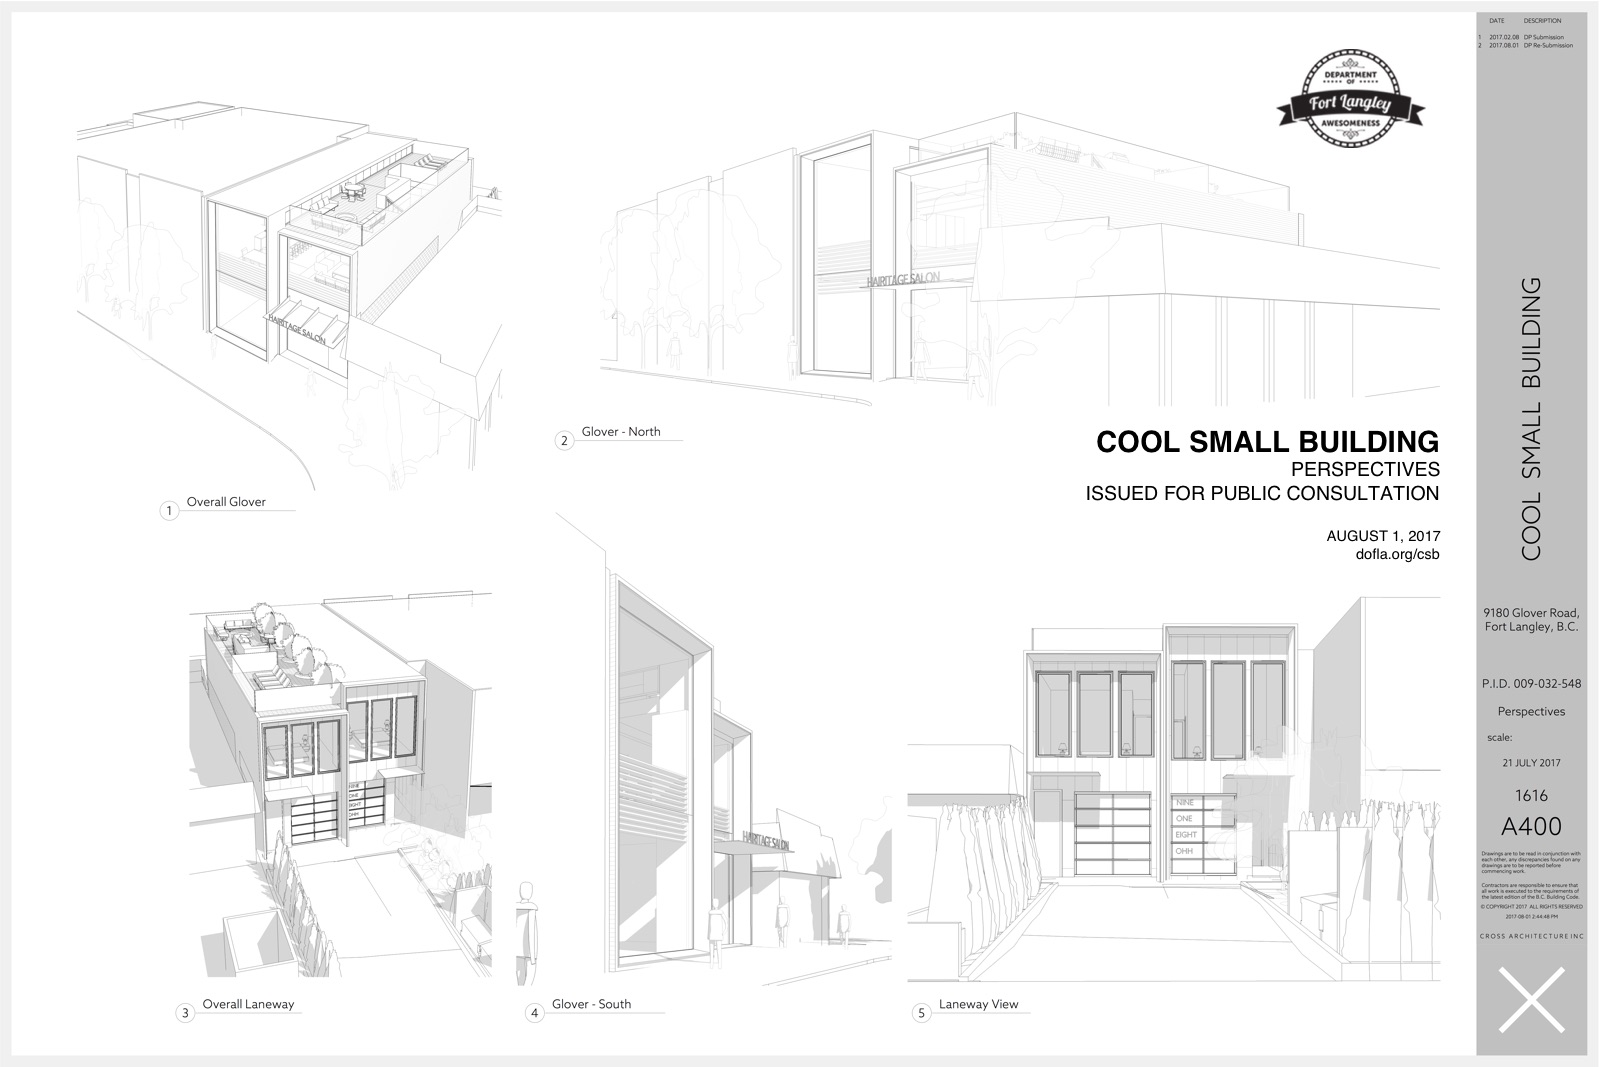 DATE DESCRIPTION
1 2017.02.08 DP Submission
2 2017.08.01 DP Re-Submission
DEPARTMENT
OF
Fort Langley
AWESOMENESS
HAIRITAGE SALON
1 Overall Glover
HAIRITAGE SALON
2 Glover - North
COOL SMALL BUILDING
PERSPECTIVES
ISSUED FOR PUBLIC CONSULTATION
AUGUST 1, 2017
dofla.org/csb
NINE
ONE
EIGHT
OHH
3 Overall Laneway
HAIRITAGE SALON
4 Glover - South
NINE
ONE
EIGHT
OHH
5 Laneway View
COOL SMALL BUILDING
9180 Glover Road,
Fort Langley, B.C.
P.I.D. 009-032-548
Perspectives
scale:
21 JULY 2017
1616
A400
Drawings are to be read in conjunction with
each other, any discrepancies found on any
drawings are to be reported before
commencing work.
Contractors are responsible to ensure that
all work is executed to the requirements of
the latest edition of the B.C. Building Code.
© COPYRIGHT 2017 ALL RIGHTS RESERVED
2017-08-01 2:44:48 PM
CROSS ARCHITECTURE INC